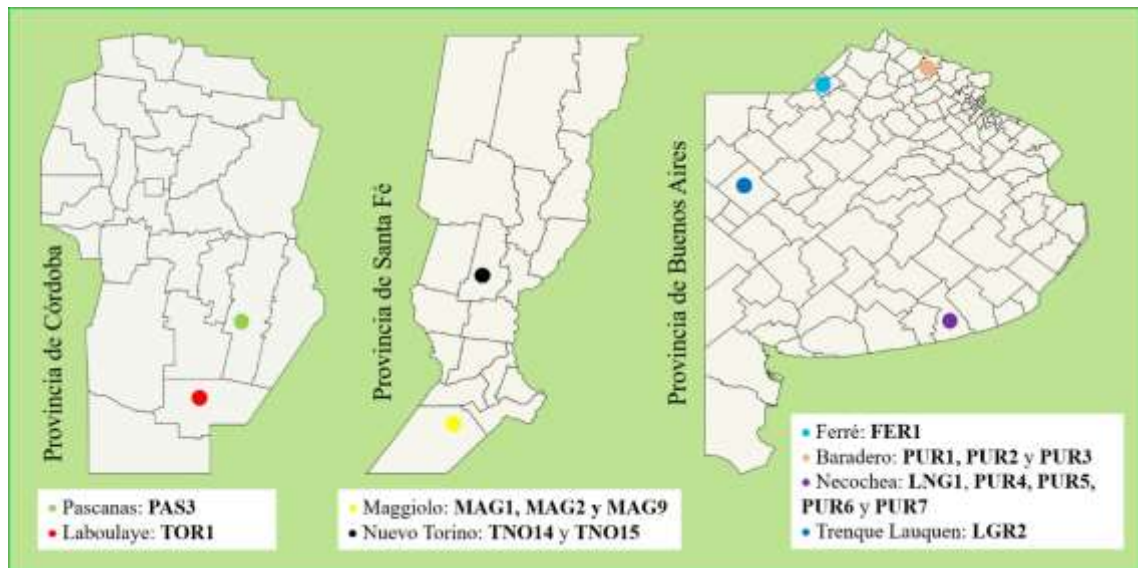 Provincia de Córdoba
Pascanas: PAS3
Laboulaye: TOR1
Provincia de Santa Fé
Maggiolo: MAG1, MAG2 y MAG9
Nuevo Torino: TNO14 y TNO15
Provincia de Buenos Aires
Ferré: FER1
Baradero: PUR1, PUR2 y PUR3
Necochea: LNG1, PUR4, PUR5,
PUR6 y PUR7
Trenque Lauquen: LGR2